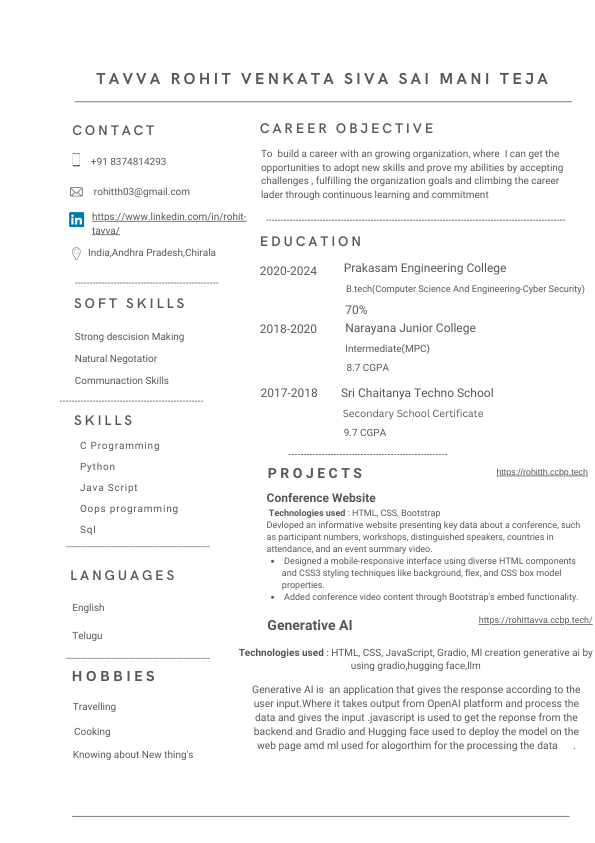 TAVVA ROHIT VENKATA SIVA SAI MANI TEJA
CONTACT
+91 8374814293
rohitth03@gmail.com
https://www.linkedin.com/in/rohit-
tavva/
India,Andhra Pradesh,Chirala
SOFT SKILLS
Strong descision Making
Natural Negotatior
Communaction Skills
SKILLS
C Programming
Python
Java Script
Oops programming
Sql
LANGUAGES
English
Telugu
HOBBIES
Travelling
Cooking
Knowing about New thing's
CAREER OBJECTIVE
To build a career with an growing organization, where I can get the
opportunities to adopt new skills and prove my abilities by accepting
challenges , fulfilling the organization goals and climbing the career
lader through continuous learning and commitment
EDUCATION
2020-2024 Prakasam Engineering College
B.tech(Computer Science And Engineering-Cyber Security)
70%
2018-2020 Narayana Junior College
Intermediate(MPC)
8.7 CGPA
2017-2018 Sri Chaitanya Techno School
Secondary School Certificate
9.7 CGPA
PROJECTS https://rohitth.ccbp.tech
Conference Website
Technologies used : HTML, CSS, Bootstrap
Devloped an informative website presenting key data about a conference, such
as participant numbers, workshops, distinguished speakers, countries in
attendance, and an event summary video.
• Designed a mobile-responsive interface using diverse HTML components
and CSS3 styling techniques like background, flex, and CSS box model
properties.
• Added conference video content through Bootstrap's embed functionality.
Generative AI https://rohittavva.ccbp.tech/
Technologies used : HTML, CSS, JavaScript, Gradio, Ml creation generative ai by
using gradio,hugging face,llm
Generative AI is an application that gives the response according to the
user input.Where it takes output from OpenAI platform and process the
data and gives the input .javascript is used to get the reponse from the
backend and Gradio and Hugging face used to deploy the model on the
web page amd ml used for alogorthim for the processing the data .